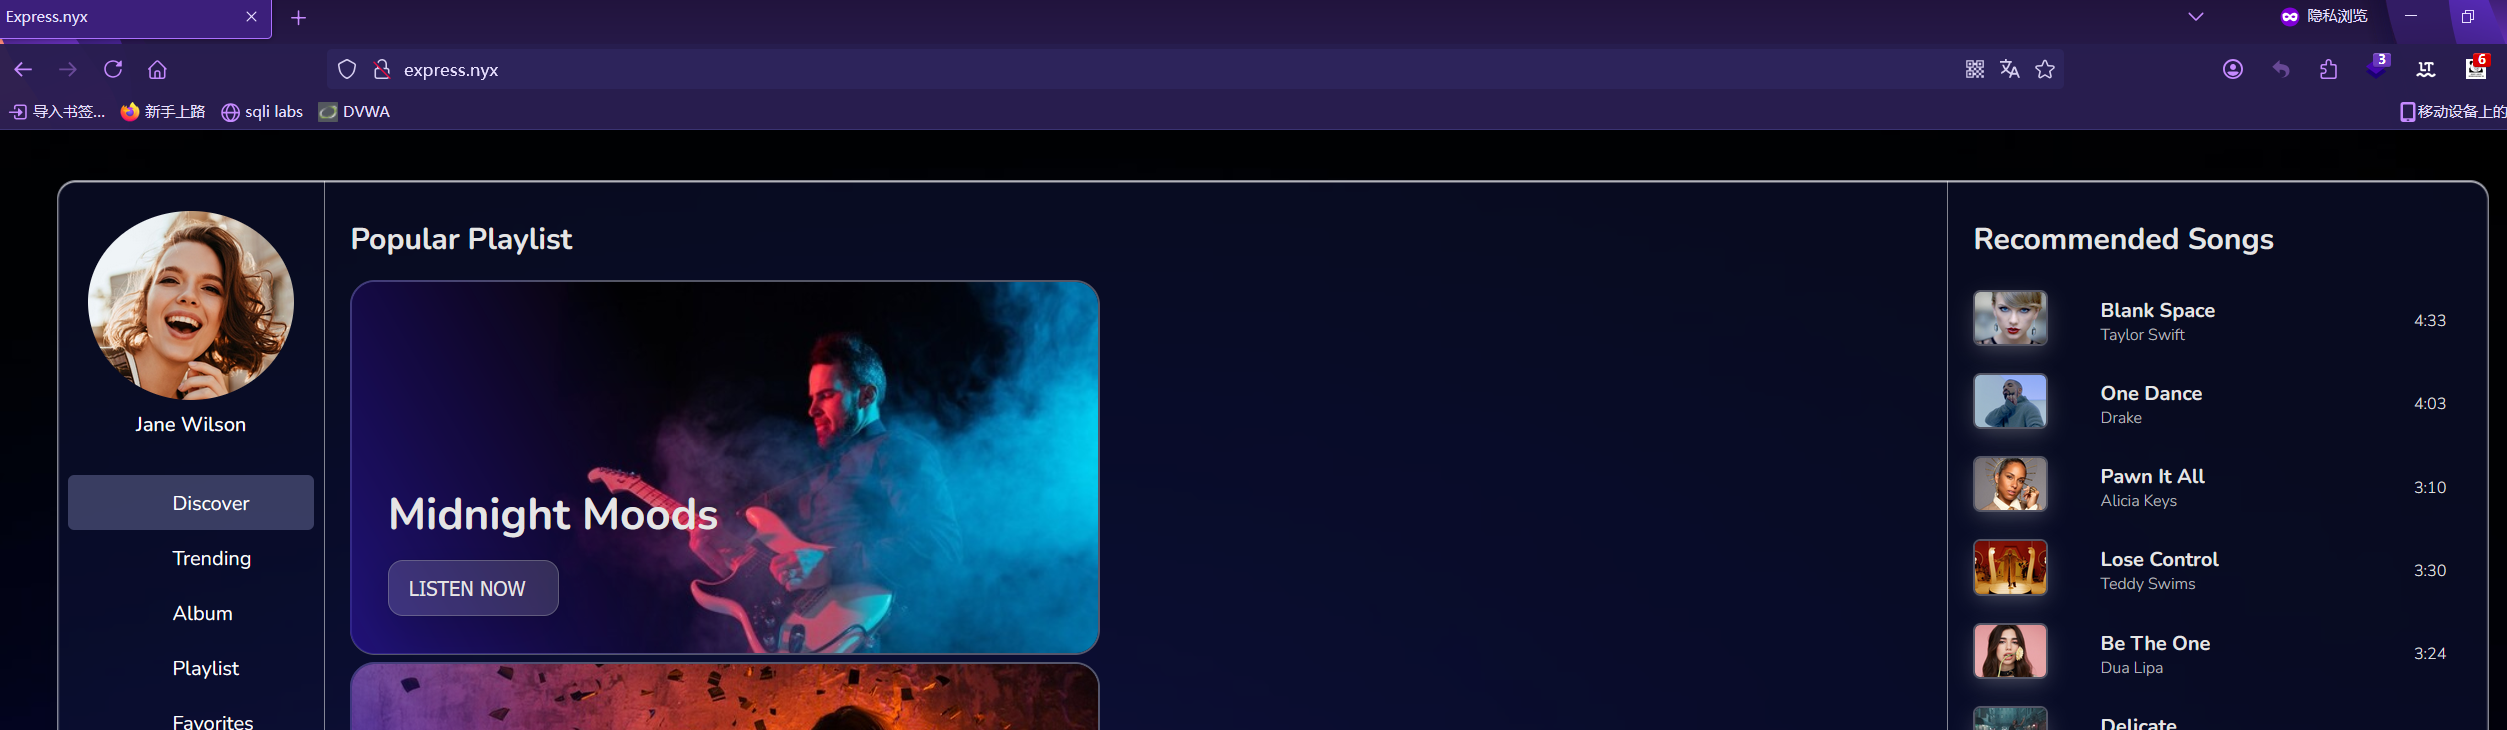 Express.nyx
隐私浏览
express.nyx
导入书签... 新手上路 sqli labs DVWA
移动设备上的
3
6
Jane Wilson
Discover
Trending
Album
Playlist
Favorites
Popular Playlist
Midnight Moods
LISTEN NOW
Recommended Songs
Blank Space
Taylor Swift
4:33
One Dance
Drake
4:03
Pawn It All
Alicia Keys
3:10
Lose Control
Teddy Swims
3:30
Be The One
Dua Lipa
3:24
Delicate